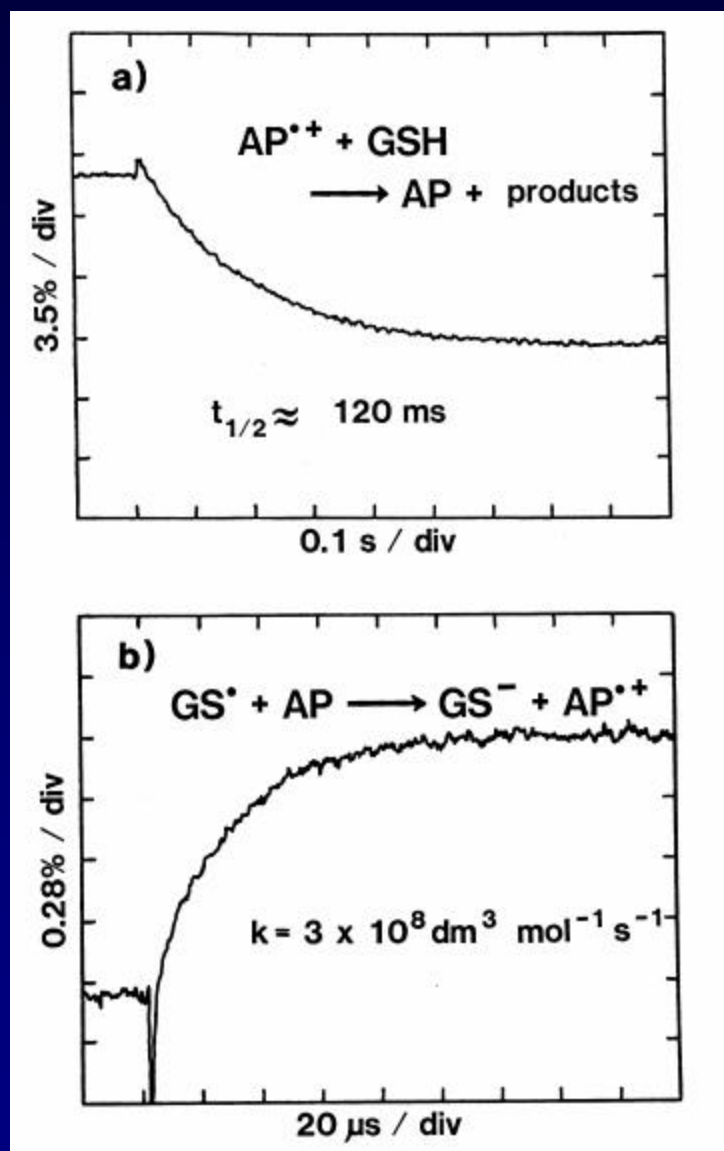 a)
AP•+ + GSH
⟶ AP + products
3.5% / div
t1/2 ≈ 120 ms
0.1 s / div
b)
GS• + AP ⟶ GS− + AP•+
0.28% / div
k = 3 x 10⁸ dm³ mol⁻¹ s⁻¹
20 µs / div